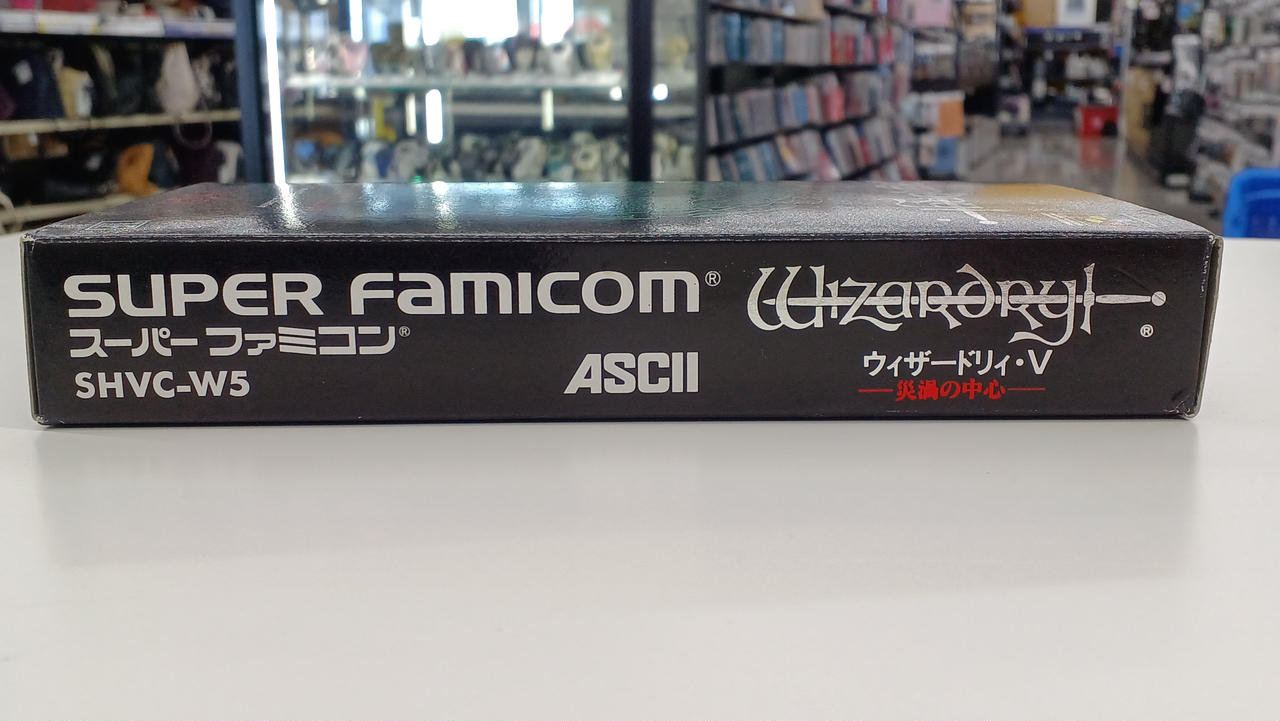 SUPER FAMICOM®
スーパーファミコン®
SHVC-W5
ASCII
Wizardry®
ウィザードリィ・V
災渦の中心